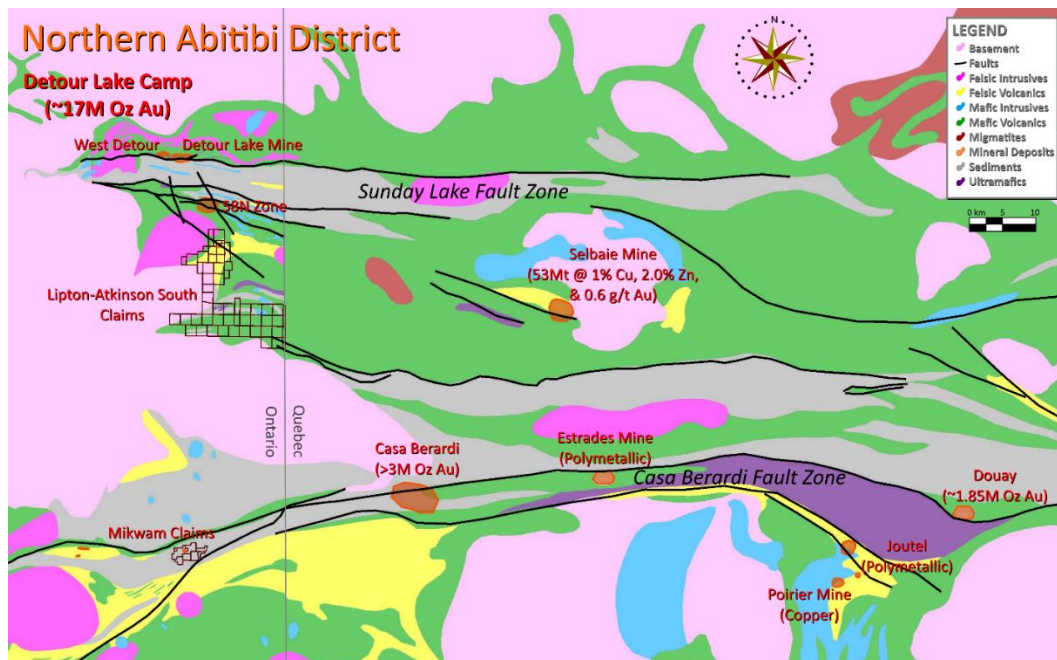 Northern Abitibi District
Detour Lake Camp
(~17M Oz Au)
N
LEGEND
Basement
Faults
Felsic Intrusives
Felsic Volcanics
Mafic Intrusives
Mafic Volcanics
Migmatites
Mineral Deposits
Sediments
Ultramafics
0 km 5 10
West Detour
Detour Lake Mine
Sunday Lake Fault Zone
58N Zone
Selbaie Mine
(53Mt @ 1% Cu, 2.0% Zn,
& 0.6 g/t Au)
Lipton-Atkinson South
Claims
Ontario
Quebec
Casa Berardi
(>3M Oz Au)
Estrades Mine
(Polymetallic)
Casa Berardi Fault Zone
Douay
(~1.85M Oz Au)
Mikwam Claims
Joutel
(Polymetallic)
Poirier Mine
(Copper)